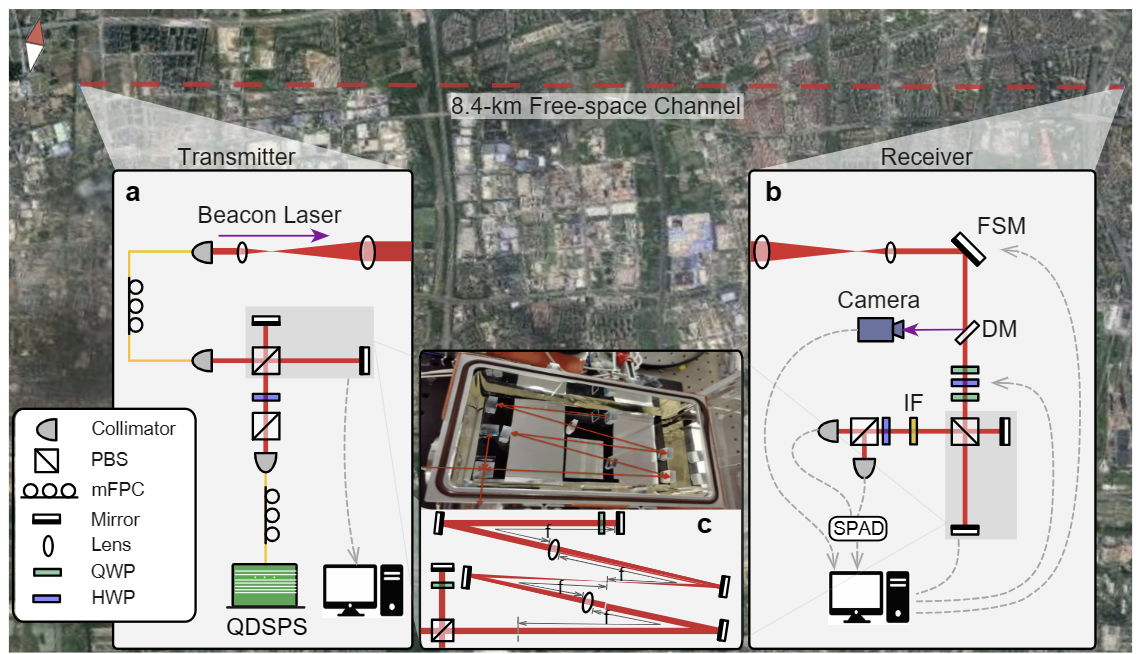 8.4-km Free-space Channel
Transmitter
Receiver
a
Beacon Laser
b
FSM
Camera
DM
IF
SPAD
Collimator
PBS
mFPC
Mirror
Lens
QWP
HWP
QDSPS
c
f
f
f
f